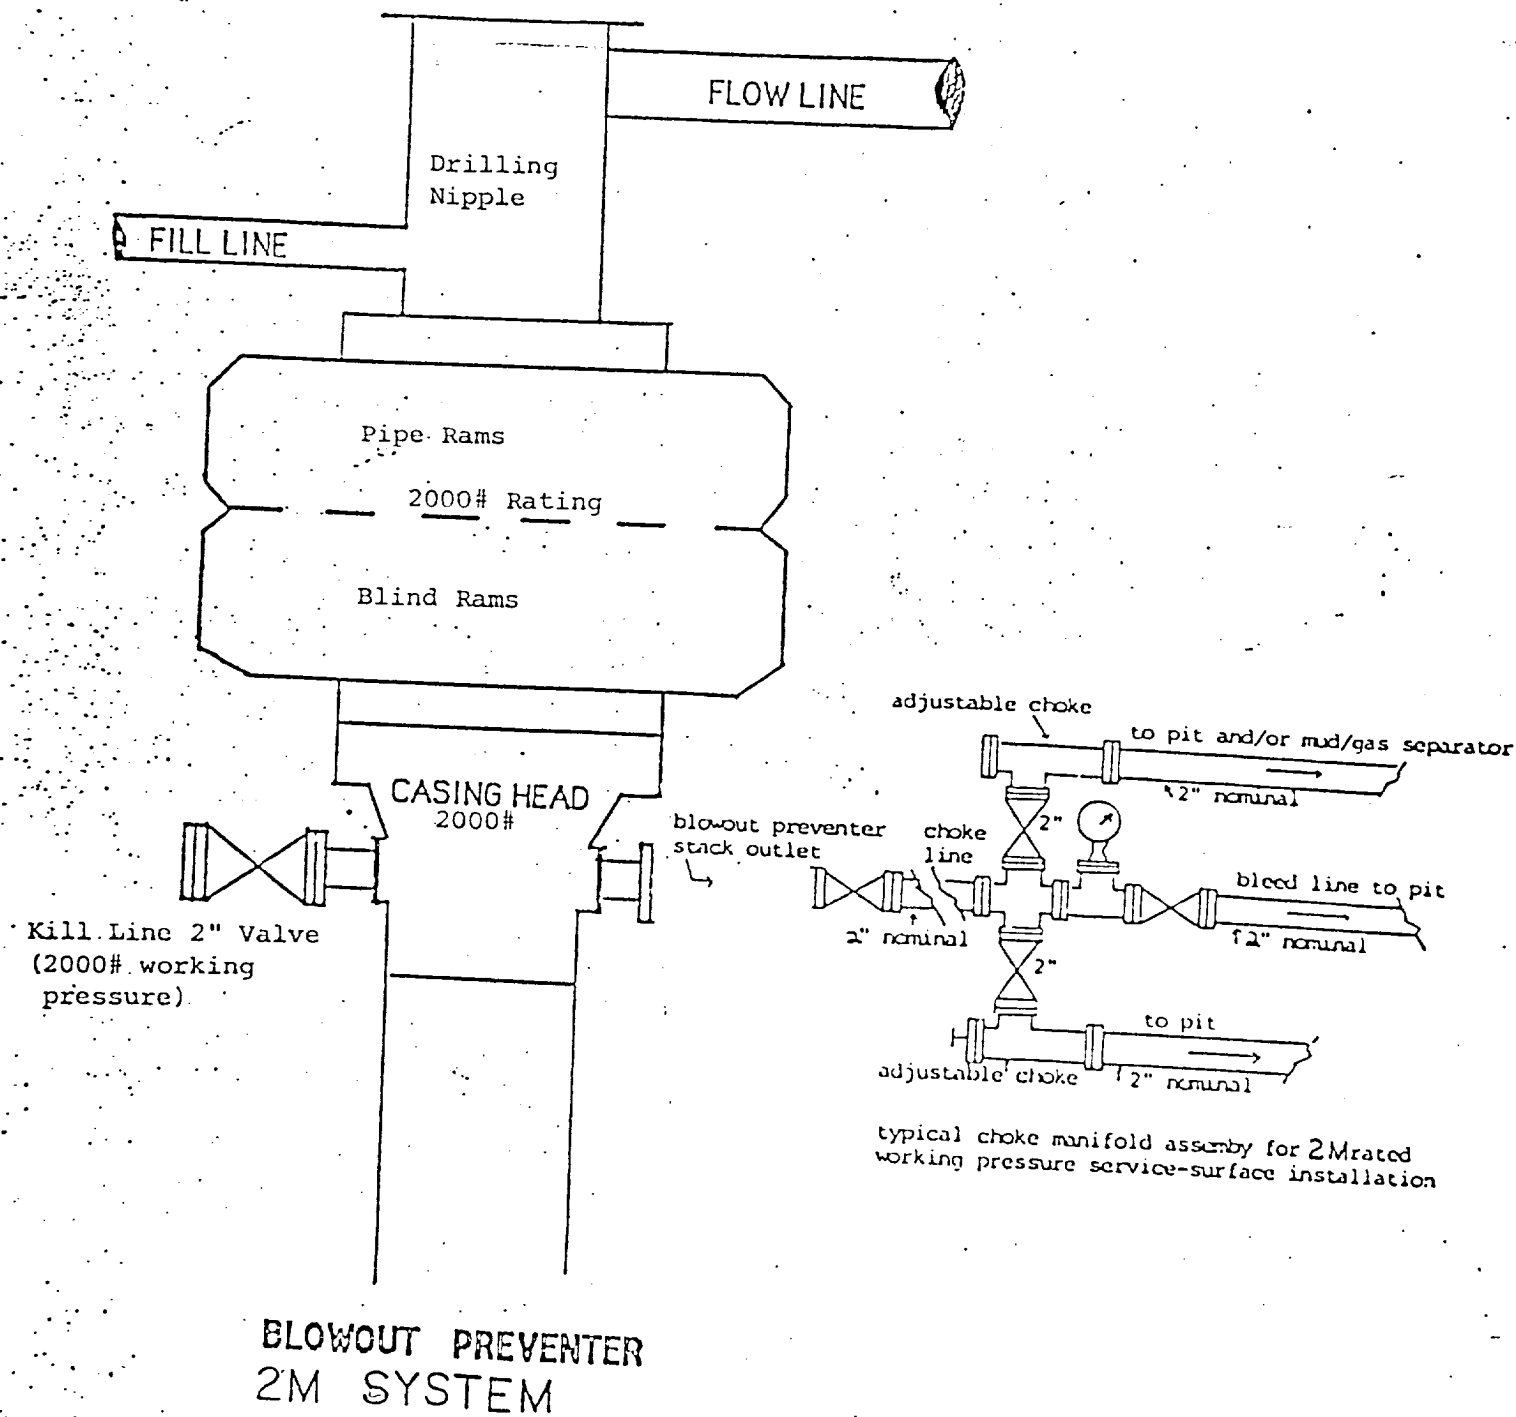 FLOW LINE
Drilling
Nipple
FILL LINE
Pipe Rams
2000# Rating
Blind Rams
CASING HEAD
2000#
Kill Line 2" Valve
(2000# working
pressure)
blowout preventer
stack outlet
adjustable choke
to pit and/or mud/gas separator
2" nominal
2"
choke
line
bleed line to pit
2" nominal
2" nominal
2"
to pit
adjustable choke
2" nominal
typical choke manifold assemby for 2M rated
working pressure service-surface installation
BLOWOUT PREVENTER
2M SYSTEM